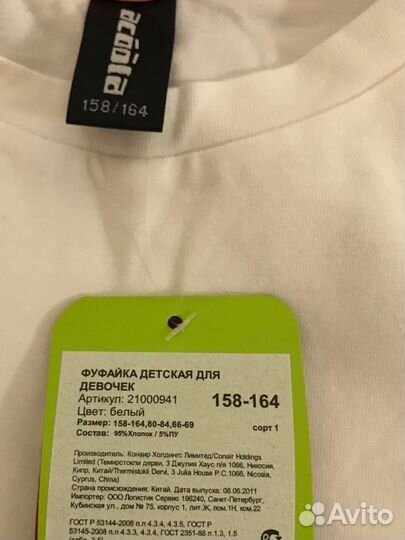 acoola
158/164
ФУФАЙКА ДЕТСКАЯ ДЛЯ
ДЕВОЧЕК
Артикул: 21000941
158-164
Цвет: белый
Размер: 158-164,80-84,66-69
сорт 1
Состав: 95%Хлопок / 5%ПУ
Производитель: Конаир Холдингс Лимитед/Conair Holdings
Limited (Темирстокли дерви, 3 Джулия Хаус п/я 1066, Никосия,
Кипр, Китай/Themistokli Dervi, 3 Julia House P.C.1066, Nicosia,
Cyprus, China)
Страна происхождения: Китай. Дата выпуска: 08.06.2011
Импортер: ООО Логистик Сервис 196240, Санкт-Петербург,
Кубинская ул., дом № 75, корпус 1, лит.Ж, пом.1Н, ком.22
ГОСТ Р 53144-2008 п.п 4.3.4, 4.3.5, ГОСТ Р
53145-2008 п.п 4.3.4, ГОСТ 2351-88 п.п 1.3, 1.5
Avito